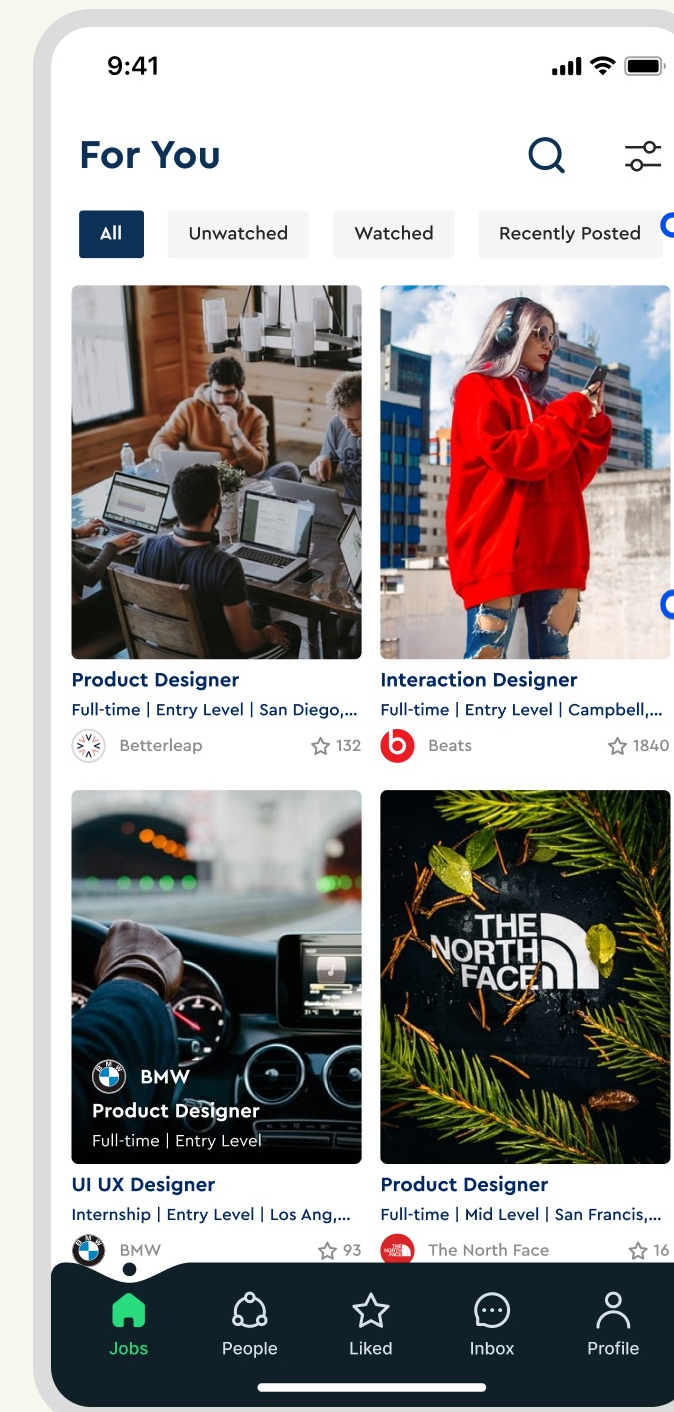 9:41
For You
All
Unwatched
Watched
Recently Posted
Product Designer
Full-time | Entry Level | San Diego,...
Betterleap
132
Interaction Designer
Full-time | Entry Level | Campbell,...
b
Beats
1840
BMW
BMW
Product Designer
Full-time | Entry Level
THE
NORTH
FACE
UI UX Designer
Internship | Entry Level | Los Ang,...
BMW
93
Product Designer
Full-time | Mid Level | San Francis,...
The North Face
16
Jobs
People
Liked
Inbox
Profile